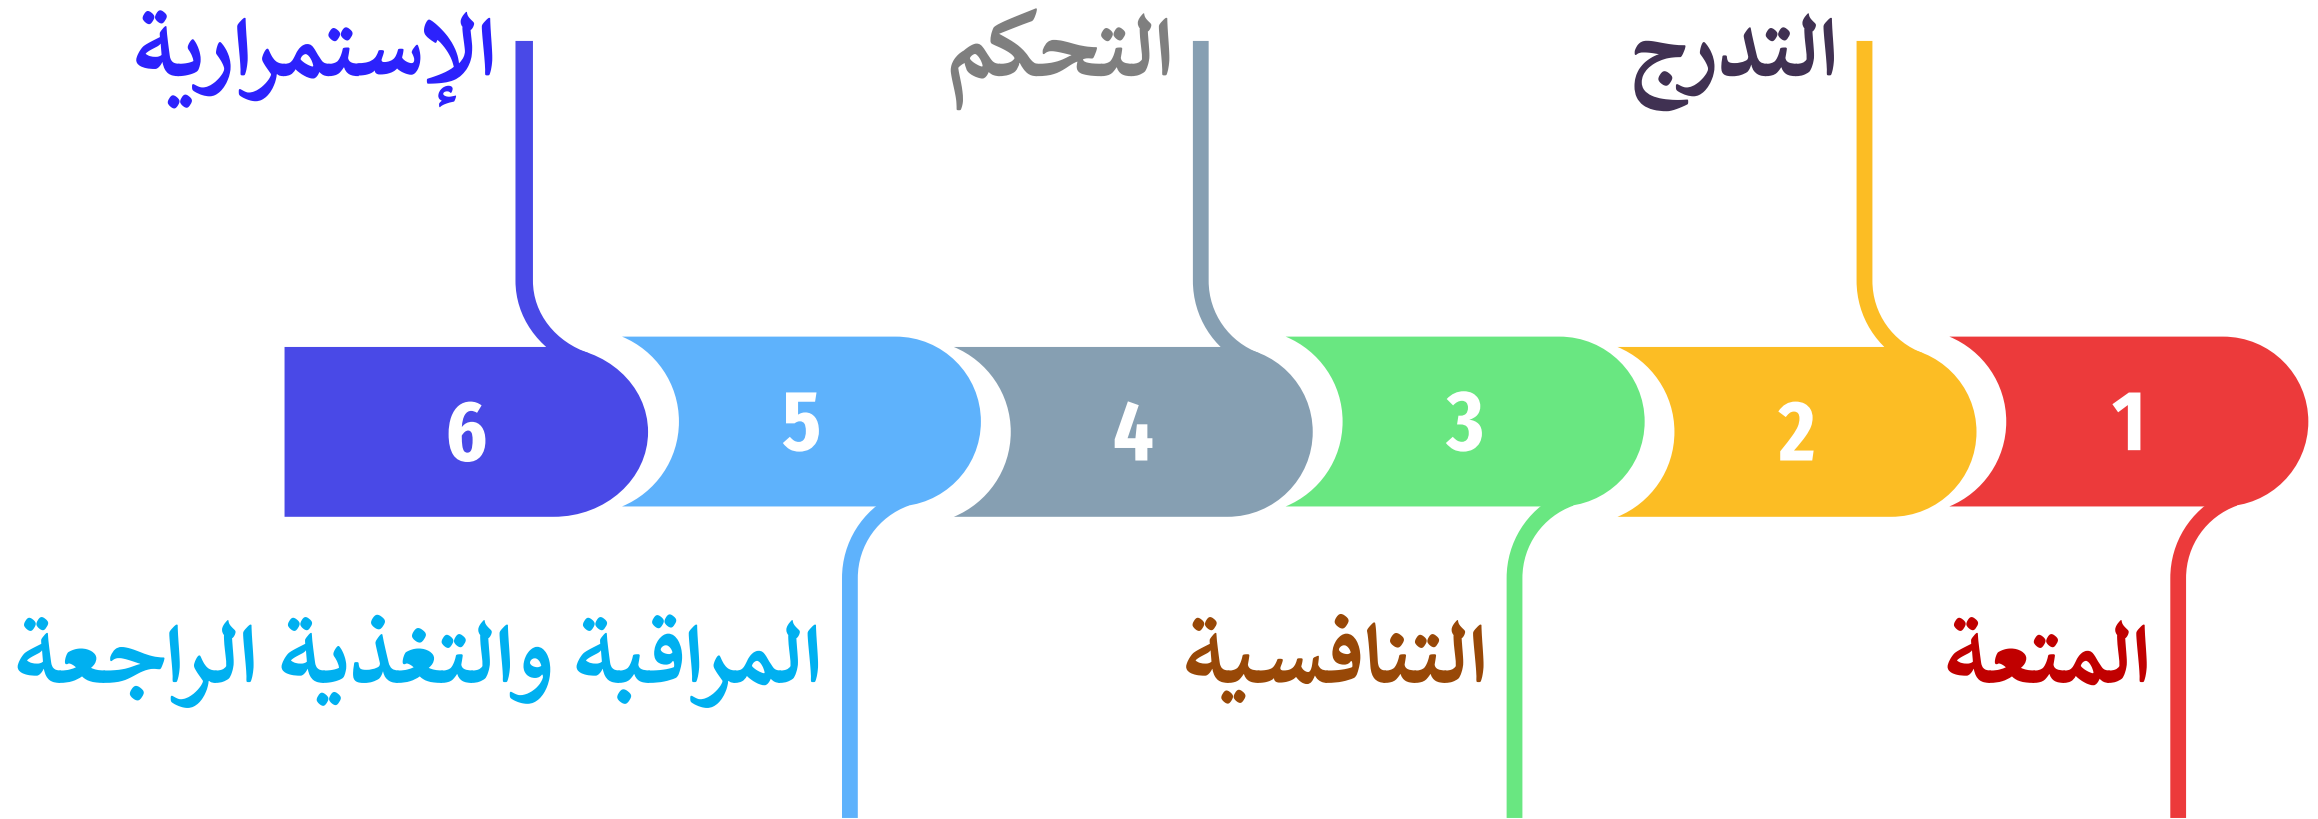 1
المتعة
2
التدرج
3
التنافسية
4
التحكم
5
المراقبة والتغذية الراجعة
6
الإستمرارية